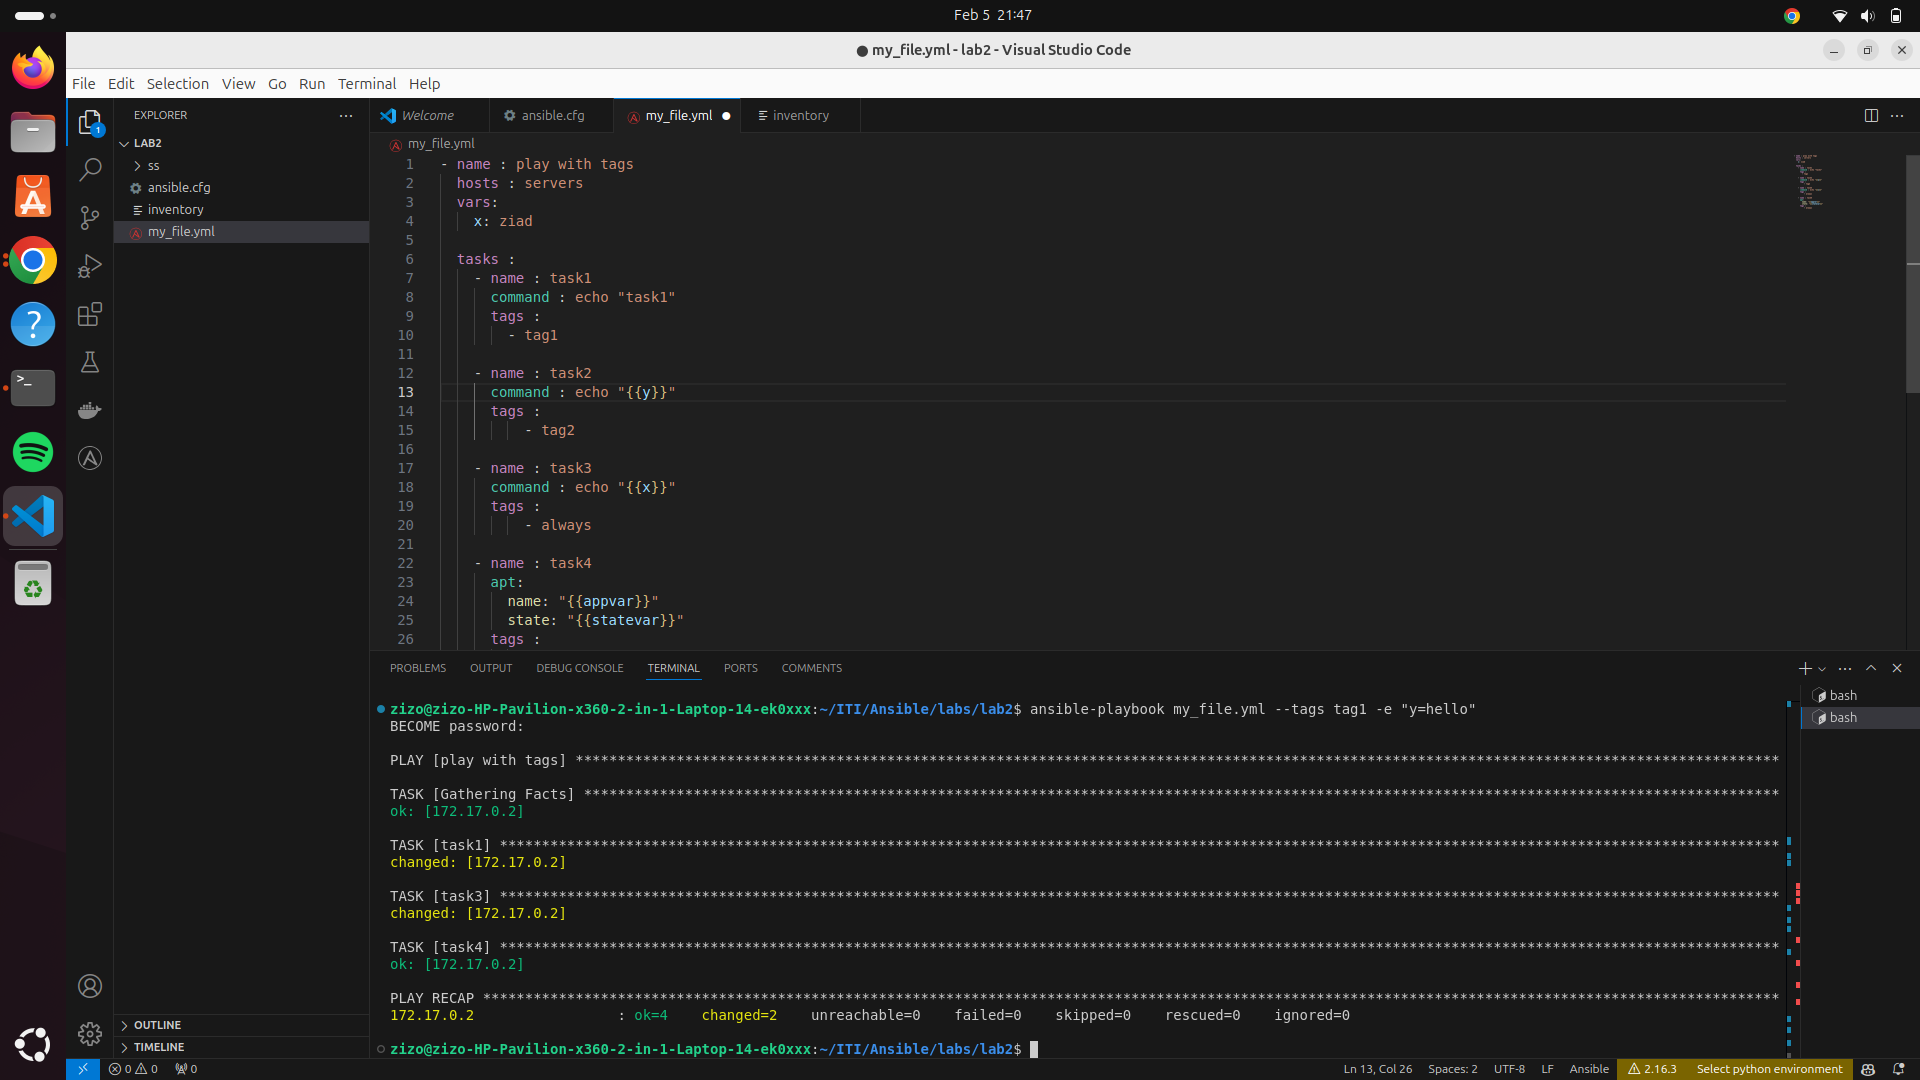 Feb 5 21:47
● my_file.yml - lab2 - Visual Studio Code
File Edit Selection View Go Run Terminal Help
EXPLORER
LAB2
ss
ansible.cfg
inventory
my_file.yml
OUTLINE
TIMELINE
1
Welcome ansible.cfg my_file.yml inventory
my_file.yml
1 - name : play with tags
2 hosts : servers
3 vars:
4 x: ziad
5
6 tasks :
7 - name : task1
8 command : echo "task1"
9 tags :
10 - tag1
11
12 - name : task2
13 command : echo "{{y}}"
14 tags :
15 - tag2
16
17 - name : task3
18 command : echo "{{x}}"
19 tags :
20 - always
21
22 - name : task4
23 apt:
24 name: "{{appvar}}"
25 state: "{{statevar}}"
26 tags :
PROBLEMS OUTPUT DEBUG CONSOLE TERMINAL PORTS COMMENTS
bash
bash
zizo@zizo-HP-Pavilion-x360-2-in-1-Laptop-14-ek0xxx:~/ITI/Ansible/labs/lab2$ ansible-playbook my_file.yml --tags tag1 -e "y=hello"
BECOME password:
PLAY [play with tags] ***********************************************************************************************************************************************
TASK [Gathering Facts] **********************************************************************************************************************************************
ok: [172.17.0.2]
TASK [task1] ********************************************************************************************************************************************************
changed: [172.17.0.2]
TASK [task3] ********************************************************************************************************************************************************
changed: [172.17.0.2]
TASK [task4] ********************************************************************************************************************************************************
ok: [172.17.0.2]
PLAY RECAP **********************************************************************************************************************************************************
172.17.0.2 : ok=4 changed=2 unreachable=0 failed=0 skipped=0 rescued=0 ignored=0
zizo@zizo-HP-Pavilion-x360-2-in-1-Laptop-14-ek0xxx:~/ITI/Ansible/labs/lab2$
0 0 0 Ln 13, Col 26 Spaces: 2 UTF-8 LF Ansible 2.16.3 Select python environment